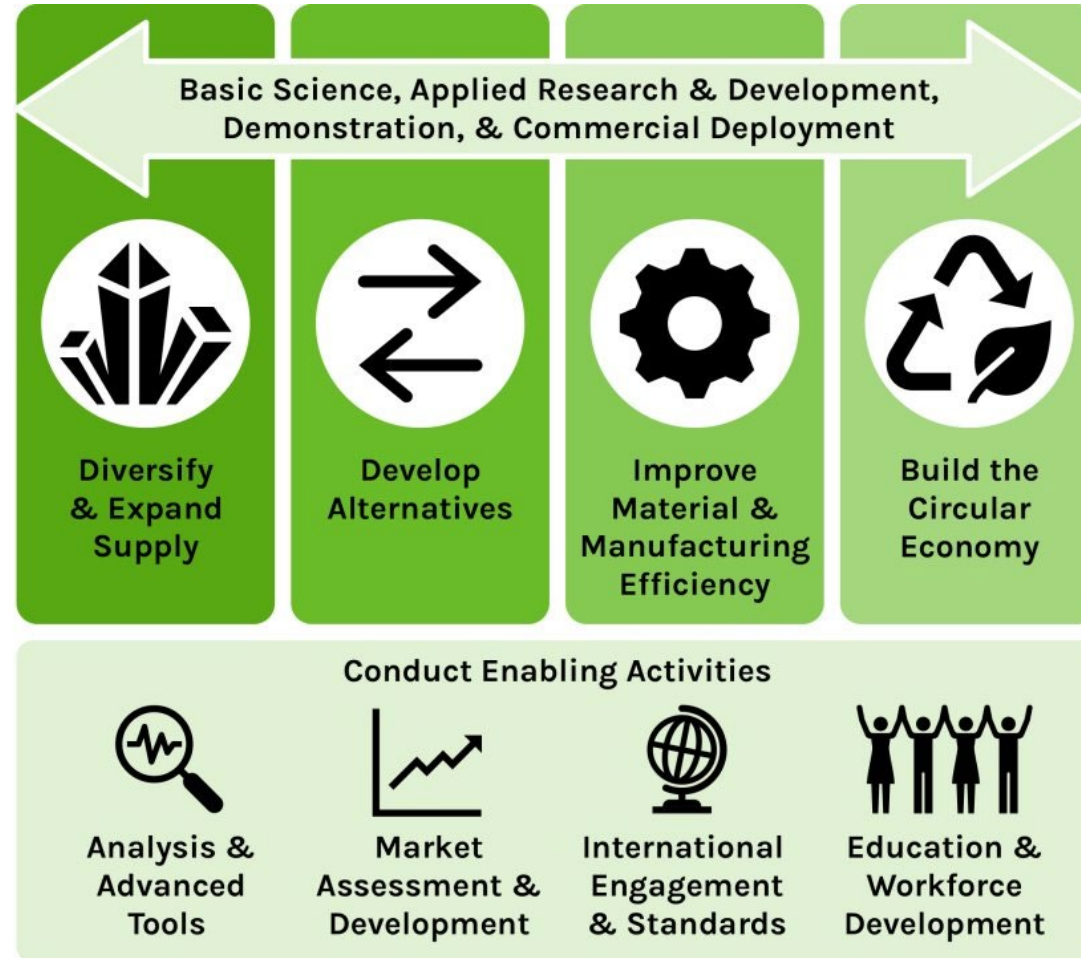 Basic Science, Applied Research & Development,
Demonstration, & Commercial Deployment
Diversify
& Expand
Supply
Develop
Alternatives
Improve
Material &
Manufacturing
Efficiency
Build the
Circular
Economy
Conduct Enabling Activities
Analysis &
Advanced
Tools
Market
Assessment &
Development
International
Engagement
& Standards
Education &
Workforce
Development